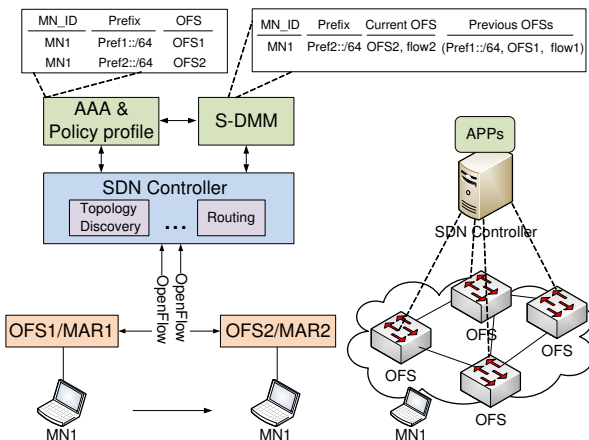 MN_ID Prefix OFS
MN1 Pref1::/64 OFS1
MN1 Pref2::/64 OFS2
MN_ID Prefix Current OFS Previous OFSs
MN1 Pref2::/64 OFS2, flow2 (Pref1::/64, OFS1, flow1)
AAA &
Policy profile
S-DMM
SDN Controller
Topology
Discovery
...
Routing
OpenFlow
OpenFlow
OFS1/MAR1
OFS2/MAR2
MN1
MN1
APPs
SDN Controller
OFS
OFS
OFS
OFS
MN1